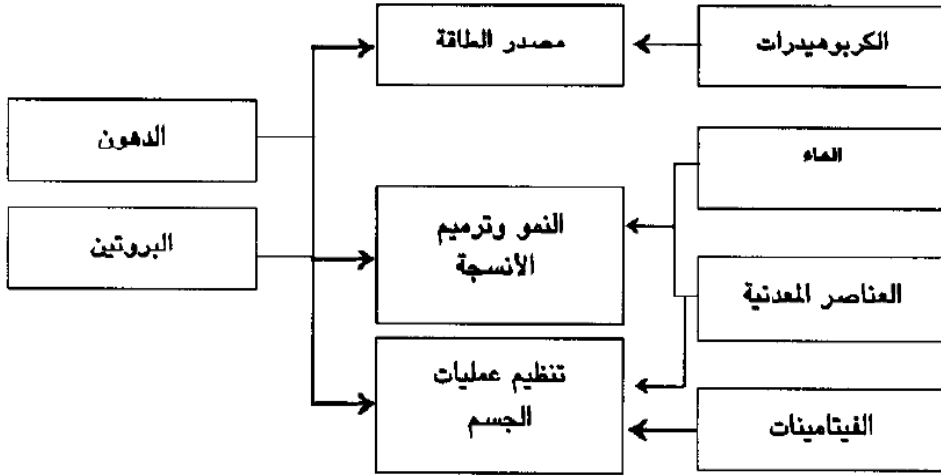 الكربوهيدرات
مصدر الطاقة
الدهون
الماء
البروتين
النمو وترميم
الأنسجة
العناصر المعدنية
تنظيم عمليات
الجسم
الفيتامينات